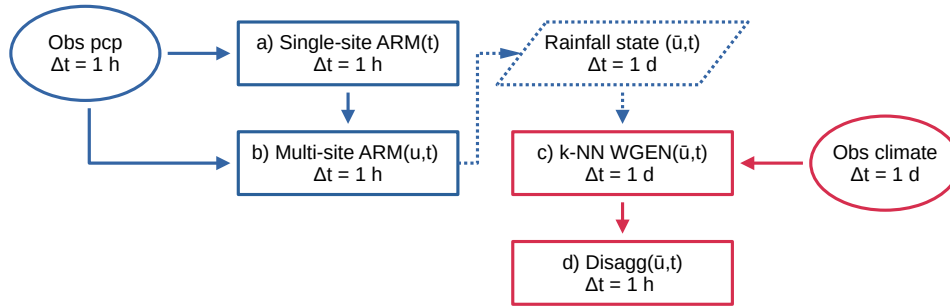 Obs pcp
Δt = 1 h
a) Single-site ARM(t)
Δt = 1 h
Rainfall state (ū,t)
Δt = 1 d
b) Multi-site ARM(u,t)
Δt = 1 h
c) k-NN WGEN(ū,t)
Δt = 1 d
Obs climate
Δt = 1 d
d) Disagg(ū,t)
Δt = 1 h